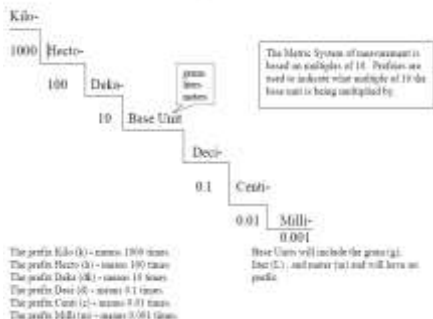 Kilo-
1000 Hecto-
100 Deka-
10 Base Unit
gram
liter
meter
The Metric System of measurement is
based on multiples of 10. Prefixes are
used to indicate what multiple of 10 the
base unit is being multiplied by.
Deci-
0.1 Centi-
0.01 Milli-
0.001
The prefix Kilo (k) - means 1000 times
The prefix Hecto (h) - means 100 times
The prefix Deka (dk) - means 10 times
The prefix Deci (d) - means 0.1 times
The prefix Centi (c) - means 0.01 times
The prefix Milli (m) - means 0.001 times
Base Units will include the gram (g),
liter (L), and meter (m) and will have no
prefix